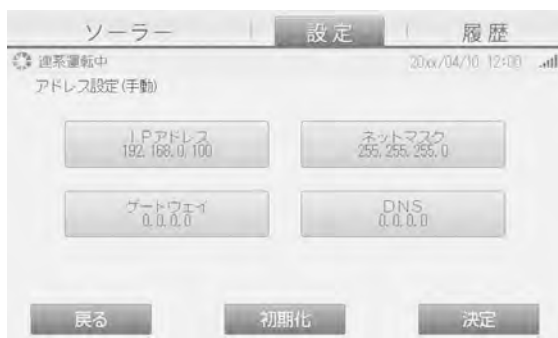 ソーラー 設定 履歴
連系運転中 20xx/04/10 12:00
アドレス設定(手動)
IPアドレス ネットマスク
192.168.0.100 255.255.255.0
ゲートウェイ DNS
0.0.0.0 0.0.0.0
戻る 初期化 決定